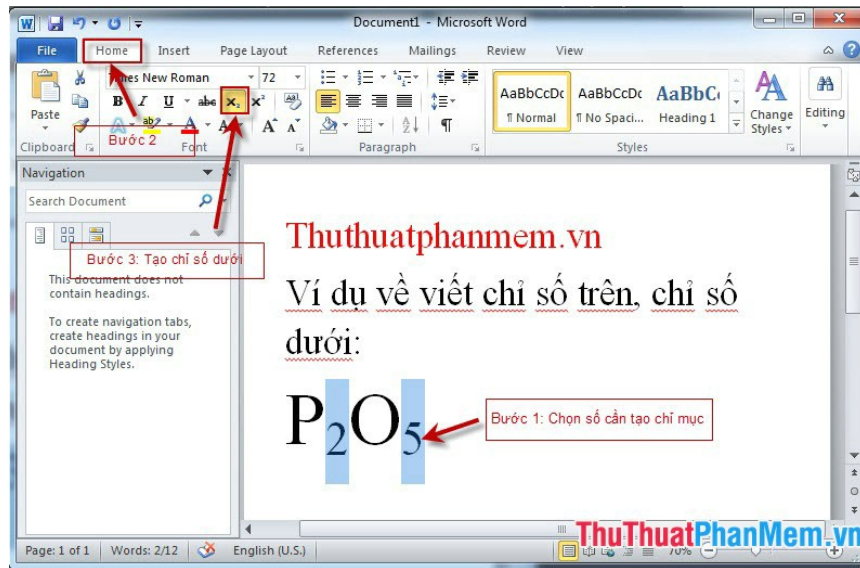 Document1 - Microsoft Word
File Home Insert Page Layout References Mailings Review View
Times New Roman 72
AaBbCcDc AaBbCcDc AaBbC
Paste
B I U abe X₂ X²
¶ Normal ¶ No Spaci... Heading 1
Change Styles
Editing
Clipboard Font Paragraph Styles
Bước 2
Navigation
Search Document
Bước 3: Tạo chỉ số dưới
This document does not
contain headings.
To create navigation tabs,
create headings in your
document by applying
Heading Styles.
Thuthuatphanmem.vn
Ví dụ về viết chỉ số trên, chỉ số
dưới:
P₂O₅
Bước 1: Chọn số cần tạo chỉ mục
ThuThuatPhanMem.vn
Page: 1 of 1 Words: 2/12 English (U.S.) 70%